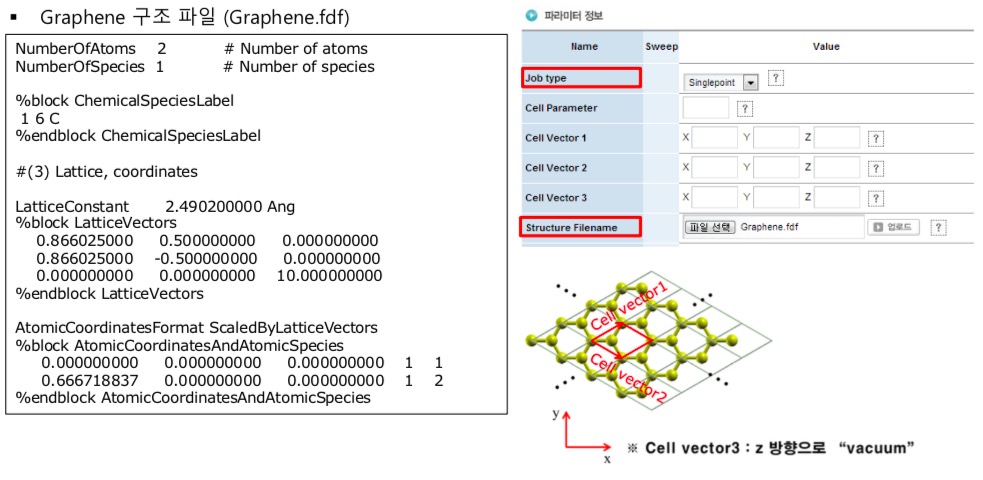 ▪ Graphene 구조 파일 (Graphene.fdf)
NumberOfAtoms 2 # Number of atoms
NumberOfSpecies 1 # Number of species
%block ChemicalSpeciesLabel
1 6 C
%endblock ChemicalSpeciesLabel
#(3) Lattice, coordinates
LatticeConstant 2.490200000 Ang
%block LatticeVectors
0.866025000 0.500000000 0.000000000
0.866025000 -0.500000000 0.000000000
0.000000000 0.000000000 10.000000000
%endblock LatticeVectors
AtomicCoordinatesFormat ScaledByLatticeVectors
%block AtomicCoordinatesAndAtomicSpecies
0.000000000 0.000000000 0.000000000 1 1
0.666718837 0.000000000 0.000000000 1 2
%endblock AtomicCoordinatesAndAtomicSpecies
파라미터 정보
Name Sweep Value
Job type Singlepoint ?
Cell Parameter ?
Cell Vector 1 X Y Z ?
Cell Vector 2 X Y Z ?
Cell Vector 3 X Y Z ?
Structure Filename 파일 선택 Graphene.fdf 업로드 ?
Cell vector1
Cell vector2
y
x
※ Cell vector3 : z 방향으로 “vacuum”